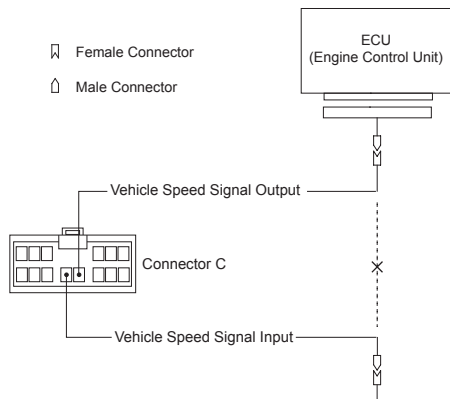 ECU
(Engine Control Unit)
Female Connector
Male Connector
Vehicle Speed Signal Output
Connector C
Vehicle Speed Signal Input